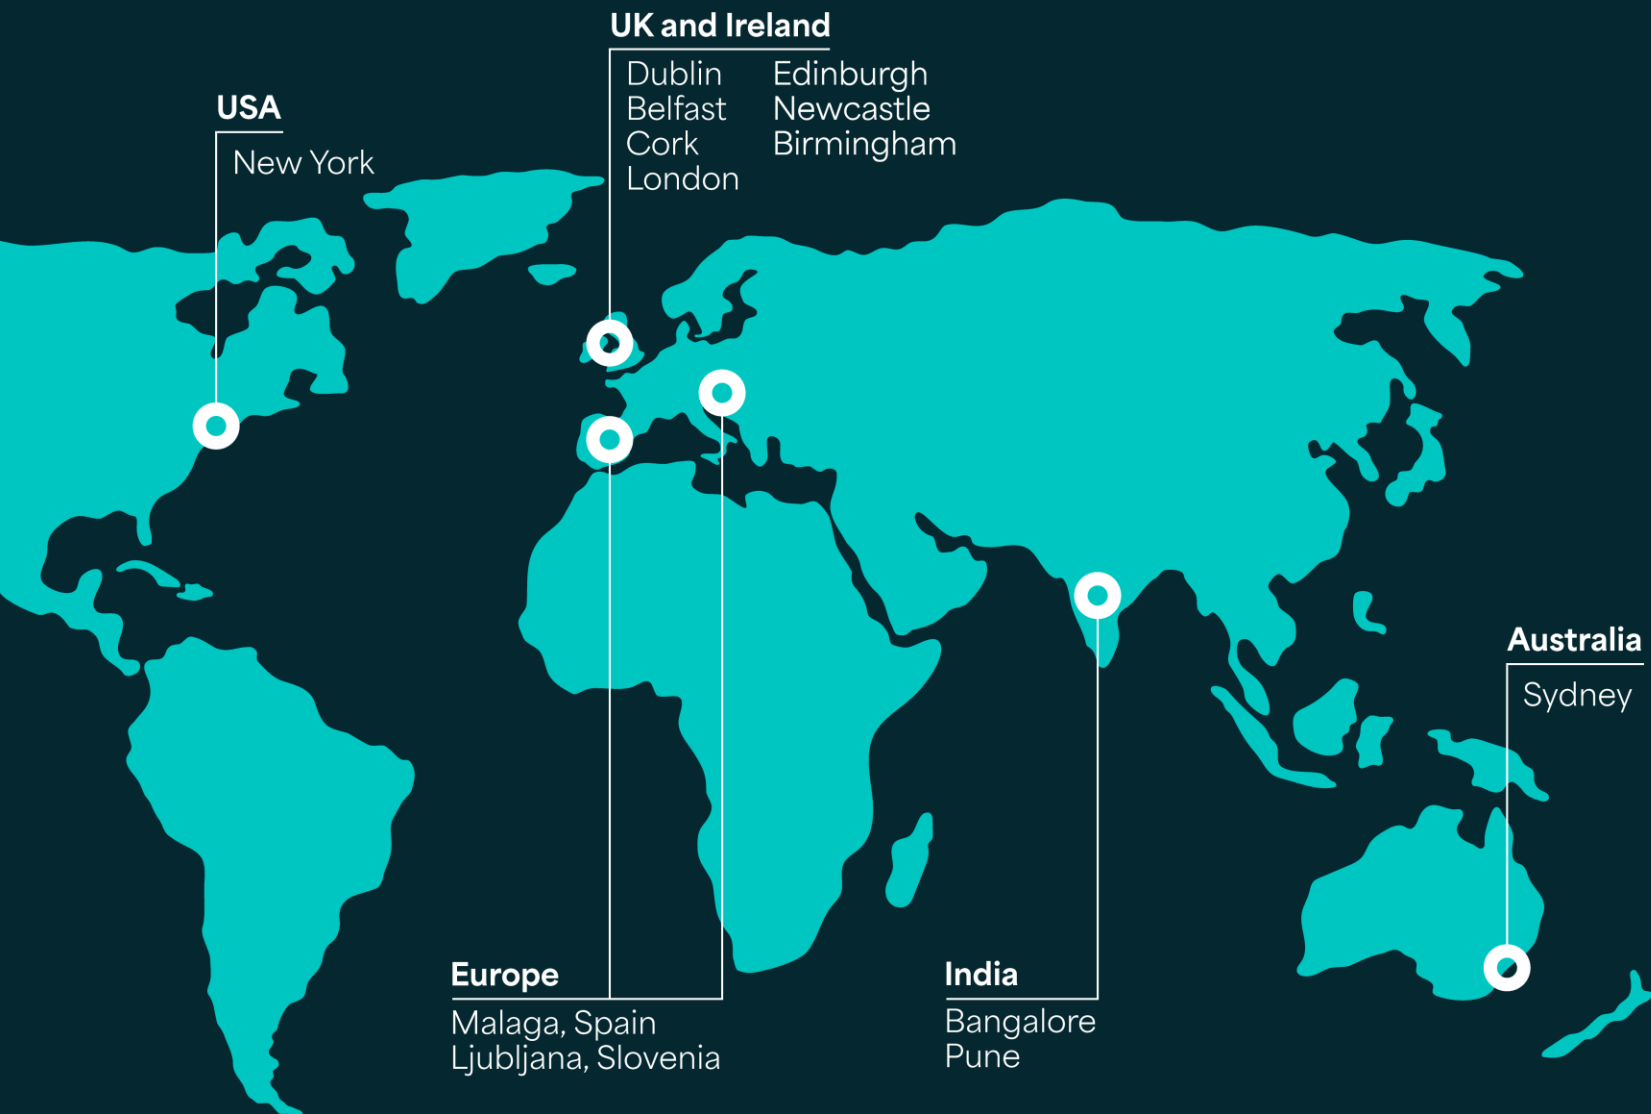 UK and Ireland
Dublin
Belfast
Cork
London
Edinburgh
Newcastle
Birmingham
USA
New York
Australia
Sydney
Europe
Malaga, Spain
Ljubljana, Slovenia
India
Bangalore
Pune